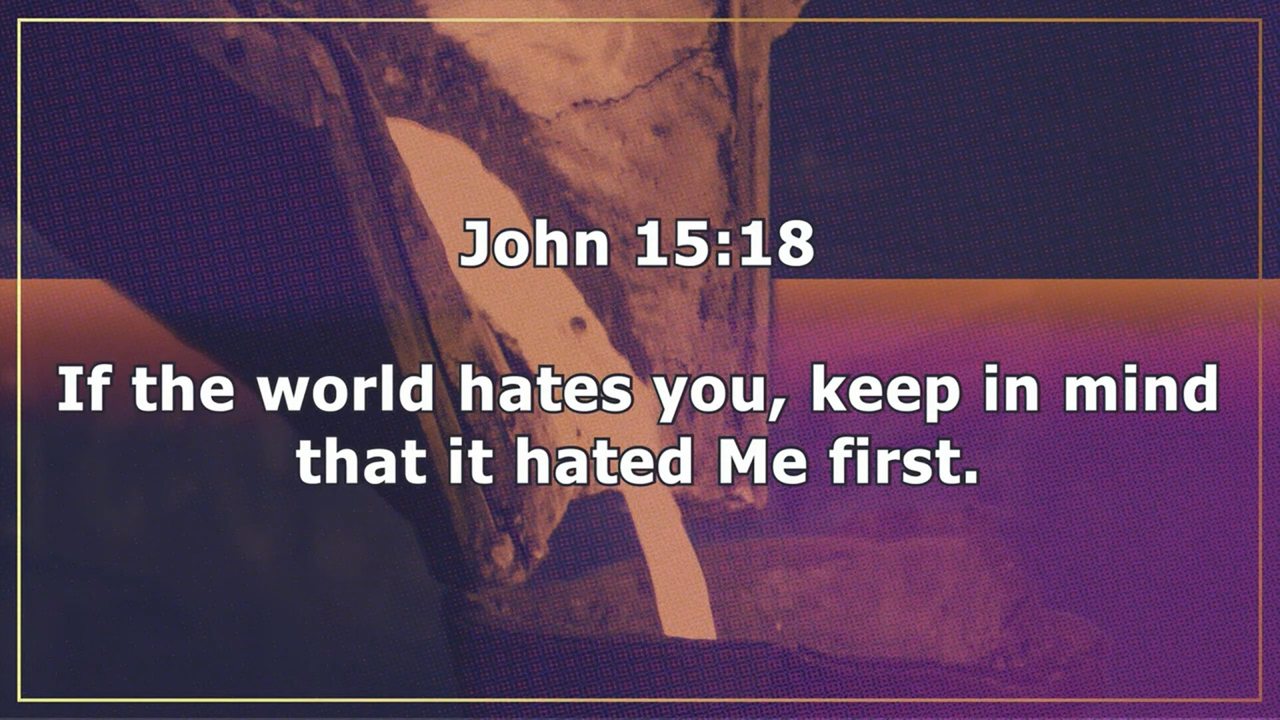 John 15:18
If the world hates you, keep in mind
that it hated Me first.